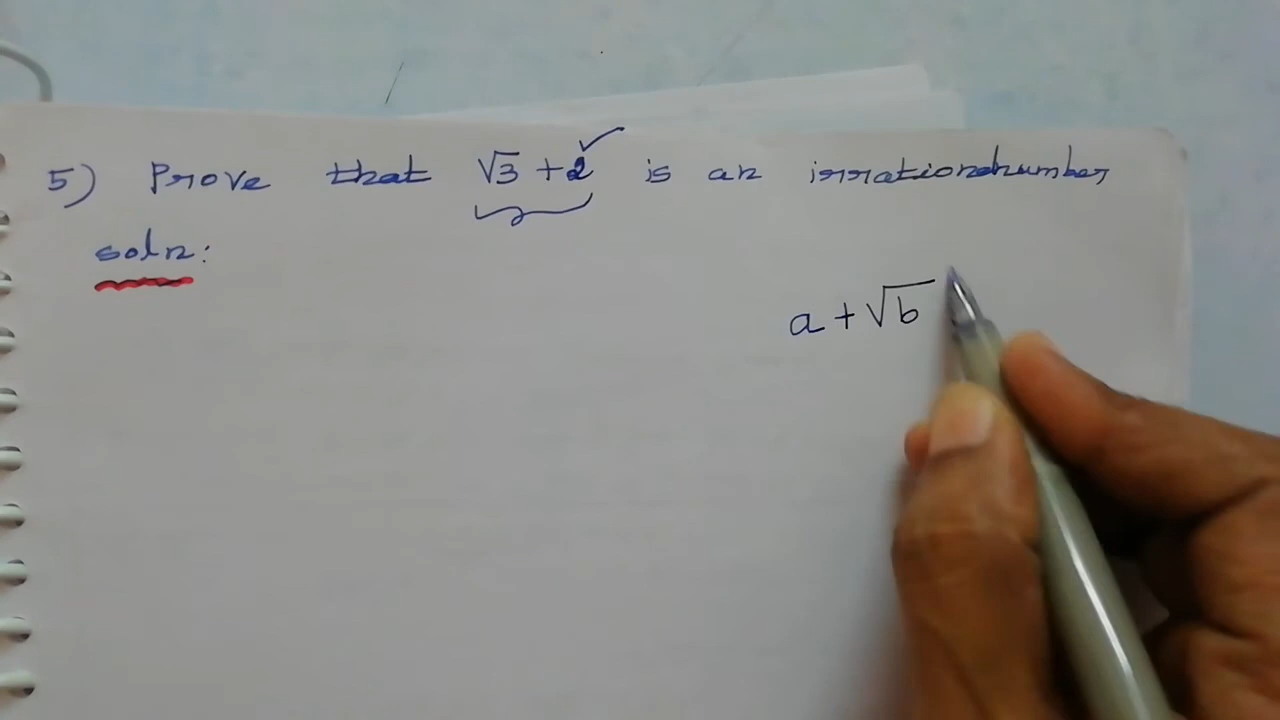 5) Prove that √3 + 2 is an irrational number
soln:
a + √b